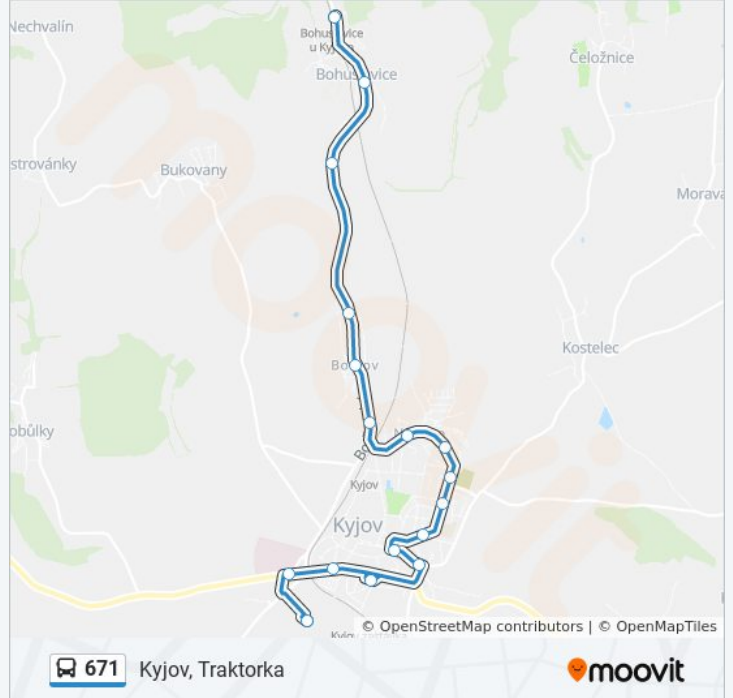 Nechvalín
Bohuslavice
u Kyjova
Bohuslavice
Čeložnice
strovánky
Bukovany
Morava
Kostelec
obůlky
Kyjov
Kyjov
© OpenStreetMap contributors | © OpenMapTiles
671 Kyjov, Traktorka
moovit